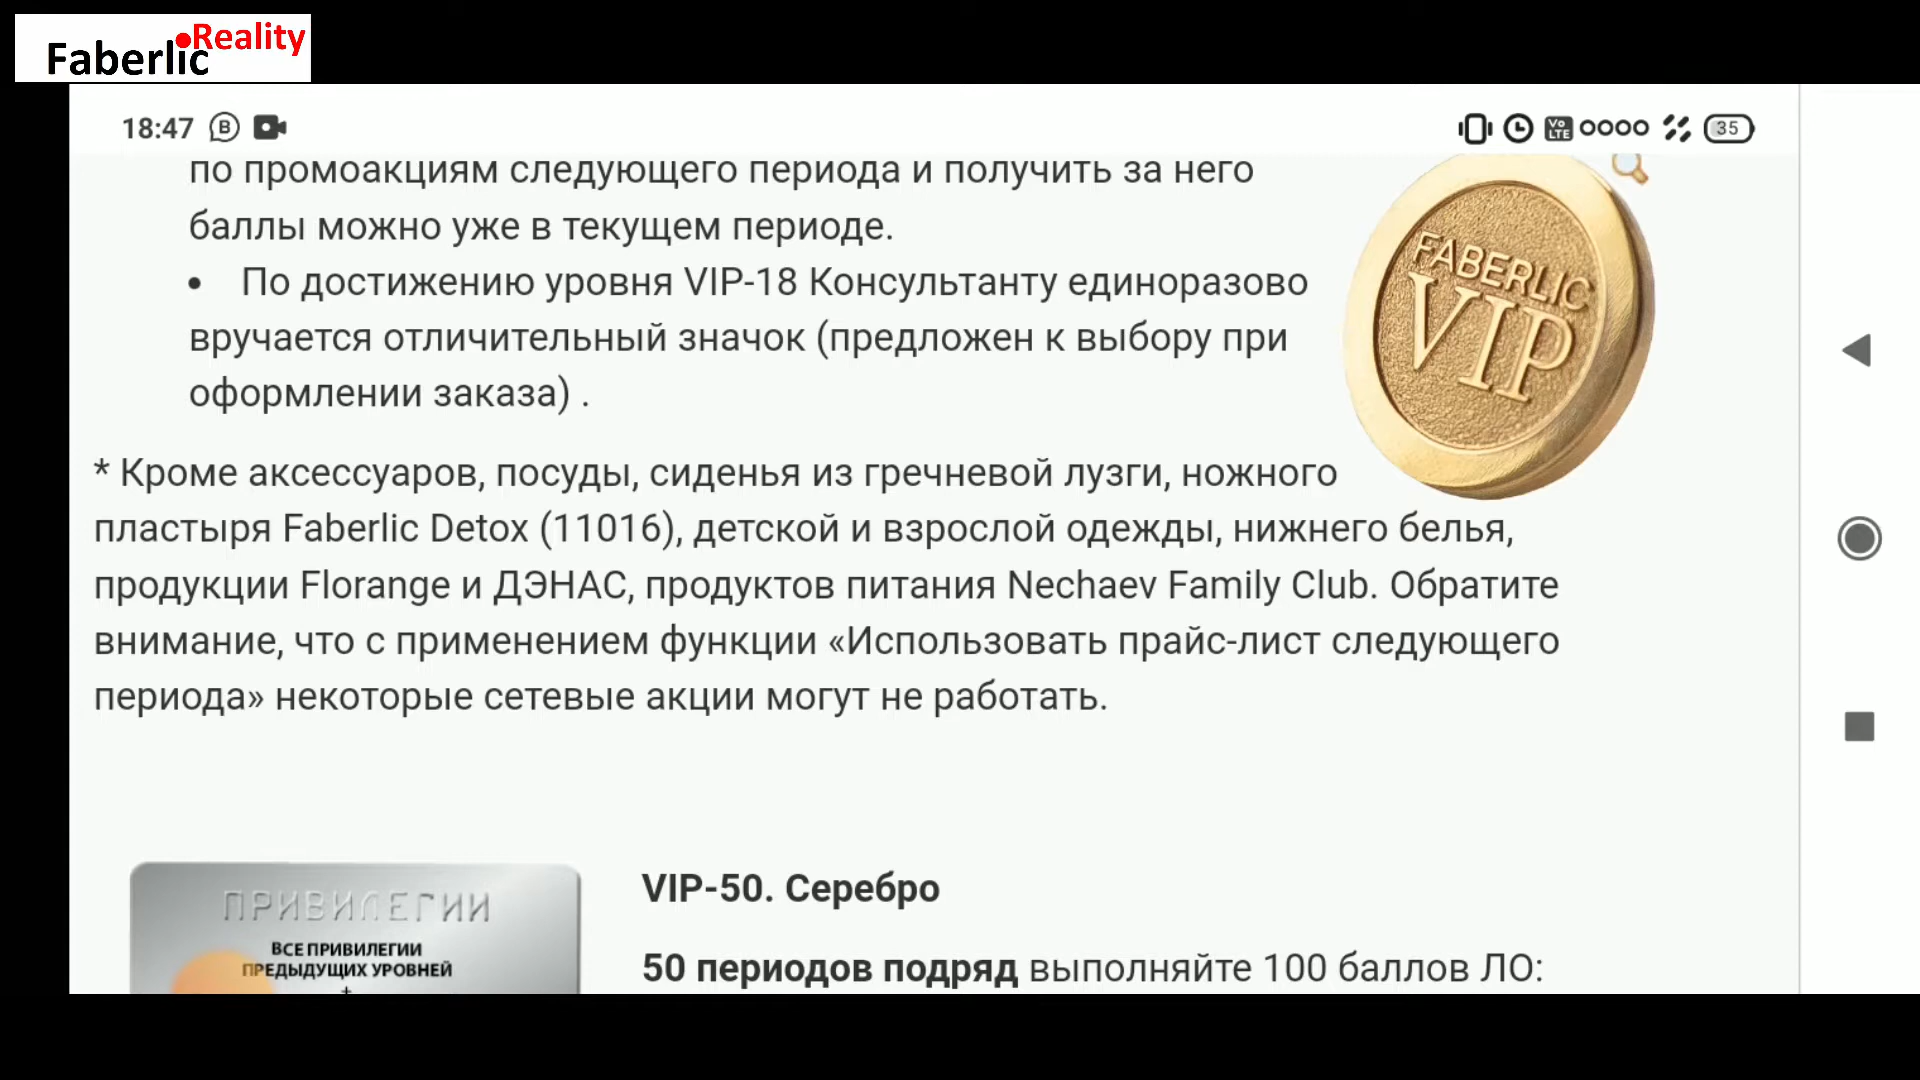 Faberlic Reality
18:47
35
по промоакциям следующего периода и получить за него
баллы можно уже в текущем периоде.
• По достижению уровня VIP-18 Консультанту единоразово
вручается отличительный значок (предложен к выбору при
оформлении заказа) .
FABERLIC
VIP
* Кроме аксессуаров, посуды, сиденья из гречневой лузги, ножного
пластыря Faberlic Detox (11016), детской и взрослой одежды, нижнего белья,
продукции Florange и ДЭНАС, продуктов питания Nechaev Family Club. Обратите
внимание, что с применением функции «Использовать прайс-лист следующего
периода» некоторые сетевые акции могут не работать.
ПРИВИЛЕГИИ
ВСЕ ПРИВИЛЕГИИ
ПРЕДЫДУЩИХ УРОВНЕЙ
+
VIP-50. Серебро
50 периодов подряд выполняйте 100 баллов ЛО: